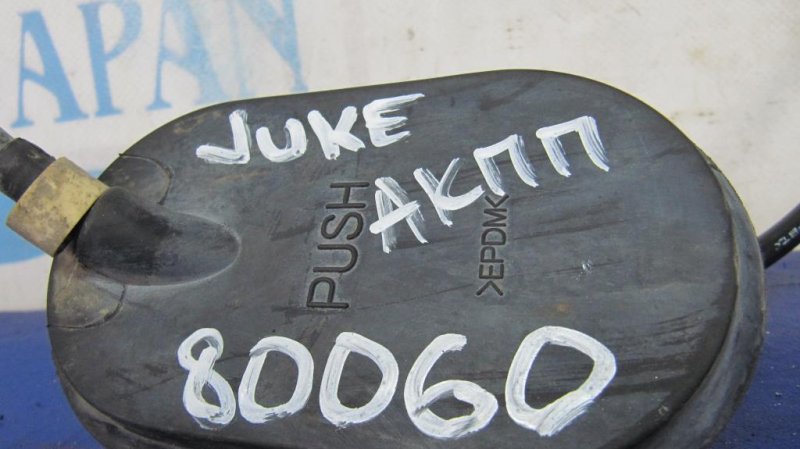 JAPAN
JUKE
АКПП
PUSH
>EPDM<
80060